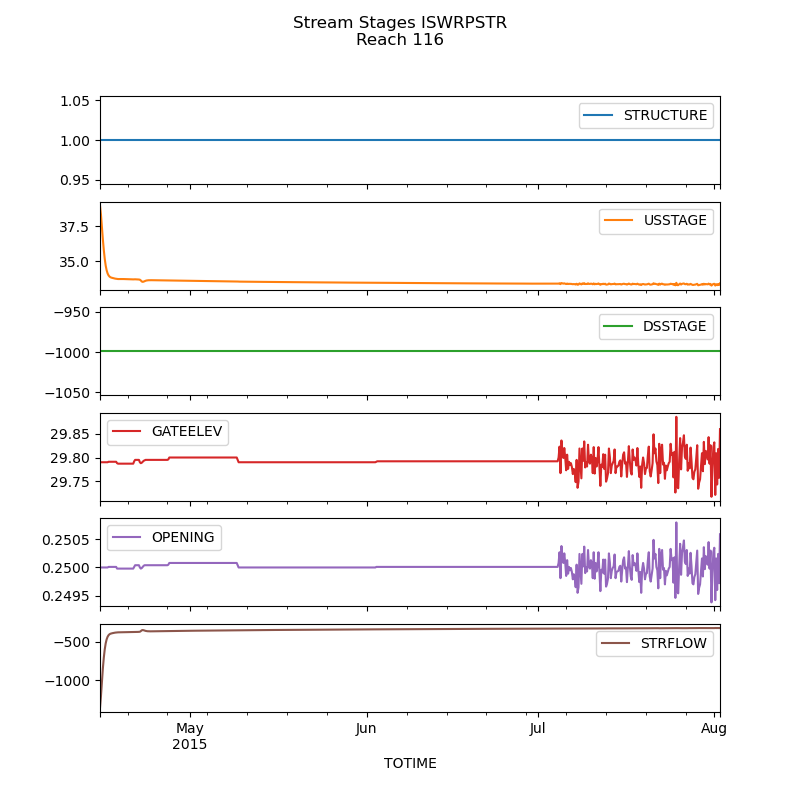 Stream Stages ISWRPSTR
Reach 116
1.05
1.00
0.95
STRUCTURE
37.5
35.0
USSTAGE
−950
−1000
−1050
DSSTAGE
29.85
29.80
29.75
GATEELEV
0.2505
0.2500
0.2495
OPENING
−500
−1000
STRFLOW
May
2015
Jun
Jul
Aug
TOTIME